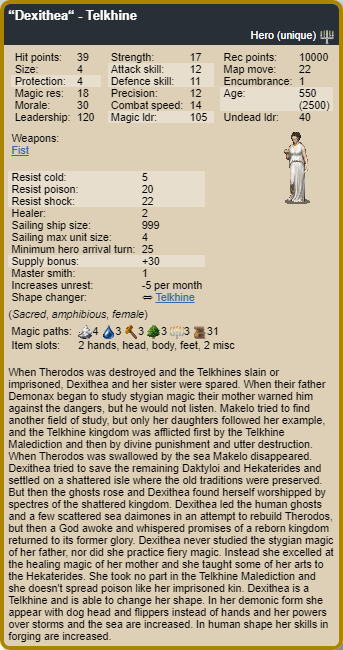 “Dexithea“ - Telkhine
Hero (unique)
Hit points: 39 Strength: 17 Rec points: 10000
Size: 4 Attack skill: 12 Map move: 22
Protection: 4 Defence skill: 11 Encumbrance: 1
Magic res: 18 Precision: 12 Age: 550
Morale: 30 Combat speed: 14 (2500)
Leadership: 120 Magic ldr: 105 Undead ldr: 40
Weapons:
Fist
Resist cold: 5
Resist poison: 20
Resist shock: 22
Healer: 2
Sailing ship size: 999
Sailing max unit size: 4
Minimum hero arrival turn: 25
Supply bonus: +30
Master smith: 1
Increases unrest: -5 per month
Shape changer: ⇔ Telkhine
(Sacred, amphibious, female)
Magic paths: 4 3 3 3 3 31
Item slots: 2 hands, head, body, feet, 2 misc
When Therodos was destroyed and the Telkhines slain or
imprisoned, Dexithea and her sister were spared. When their father
Demonax began to study stygian magic their mother warned him
against the dangers, but he would not listen. Makelo tried to find
another field of study, but only her daughters followed her example,
and the Telkhine kingdom was afflicted first by the Telkhine
Malediction and then by divine punishment and utter destruction.
When Therodos was swallowed by the sea Makelo disappeared.
Dexithea tried to save the remaining Daktyloi and Hekaterides and
settled on a shattered isle where the old traditions were preserved.
But then the ghosts rose and Dexithea found herself worshipped by
spectres of the shattered kingdom. Dexithea led the human ghosts
and a few scattered sea daimones in an attempt to rebuild Therodos,
but then a God awoke and whispered promises of a reborn kingdom
returned to its former glory. Dexithea never studied the stygian magic
of her father, nor did she practice fiery magic. Instead she excelled at
the healing magic of her mother and she taught some of her arts to
the Hekaterides. She took no part in the Telkhine Malediction and
she doesn't spread poison like her imprisoned kin. Dexithea is a
Telkhine and is able to change her shape. In her demonic form she
appear with dog head and flippers instead of hands and her powers
over storms and the sea are increased. In human shape her skills in
forging are increased.